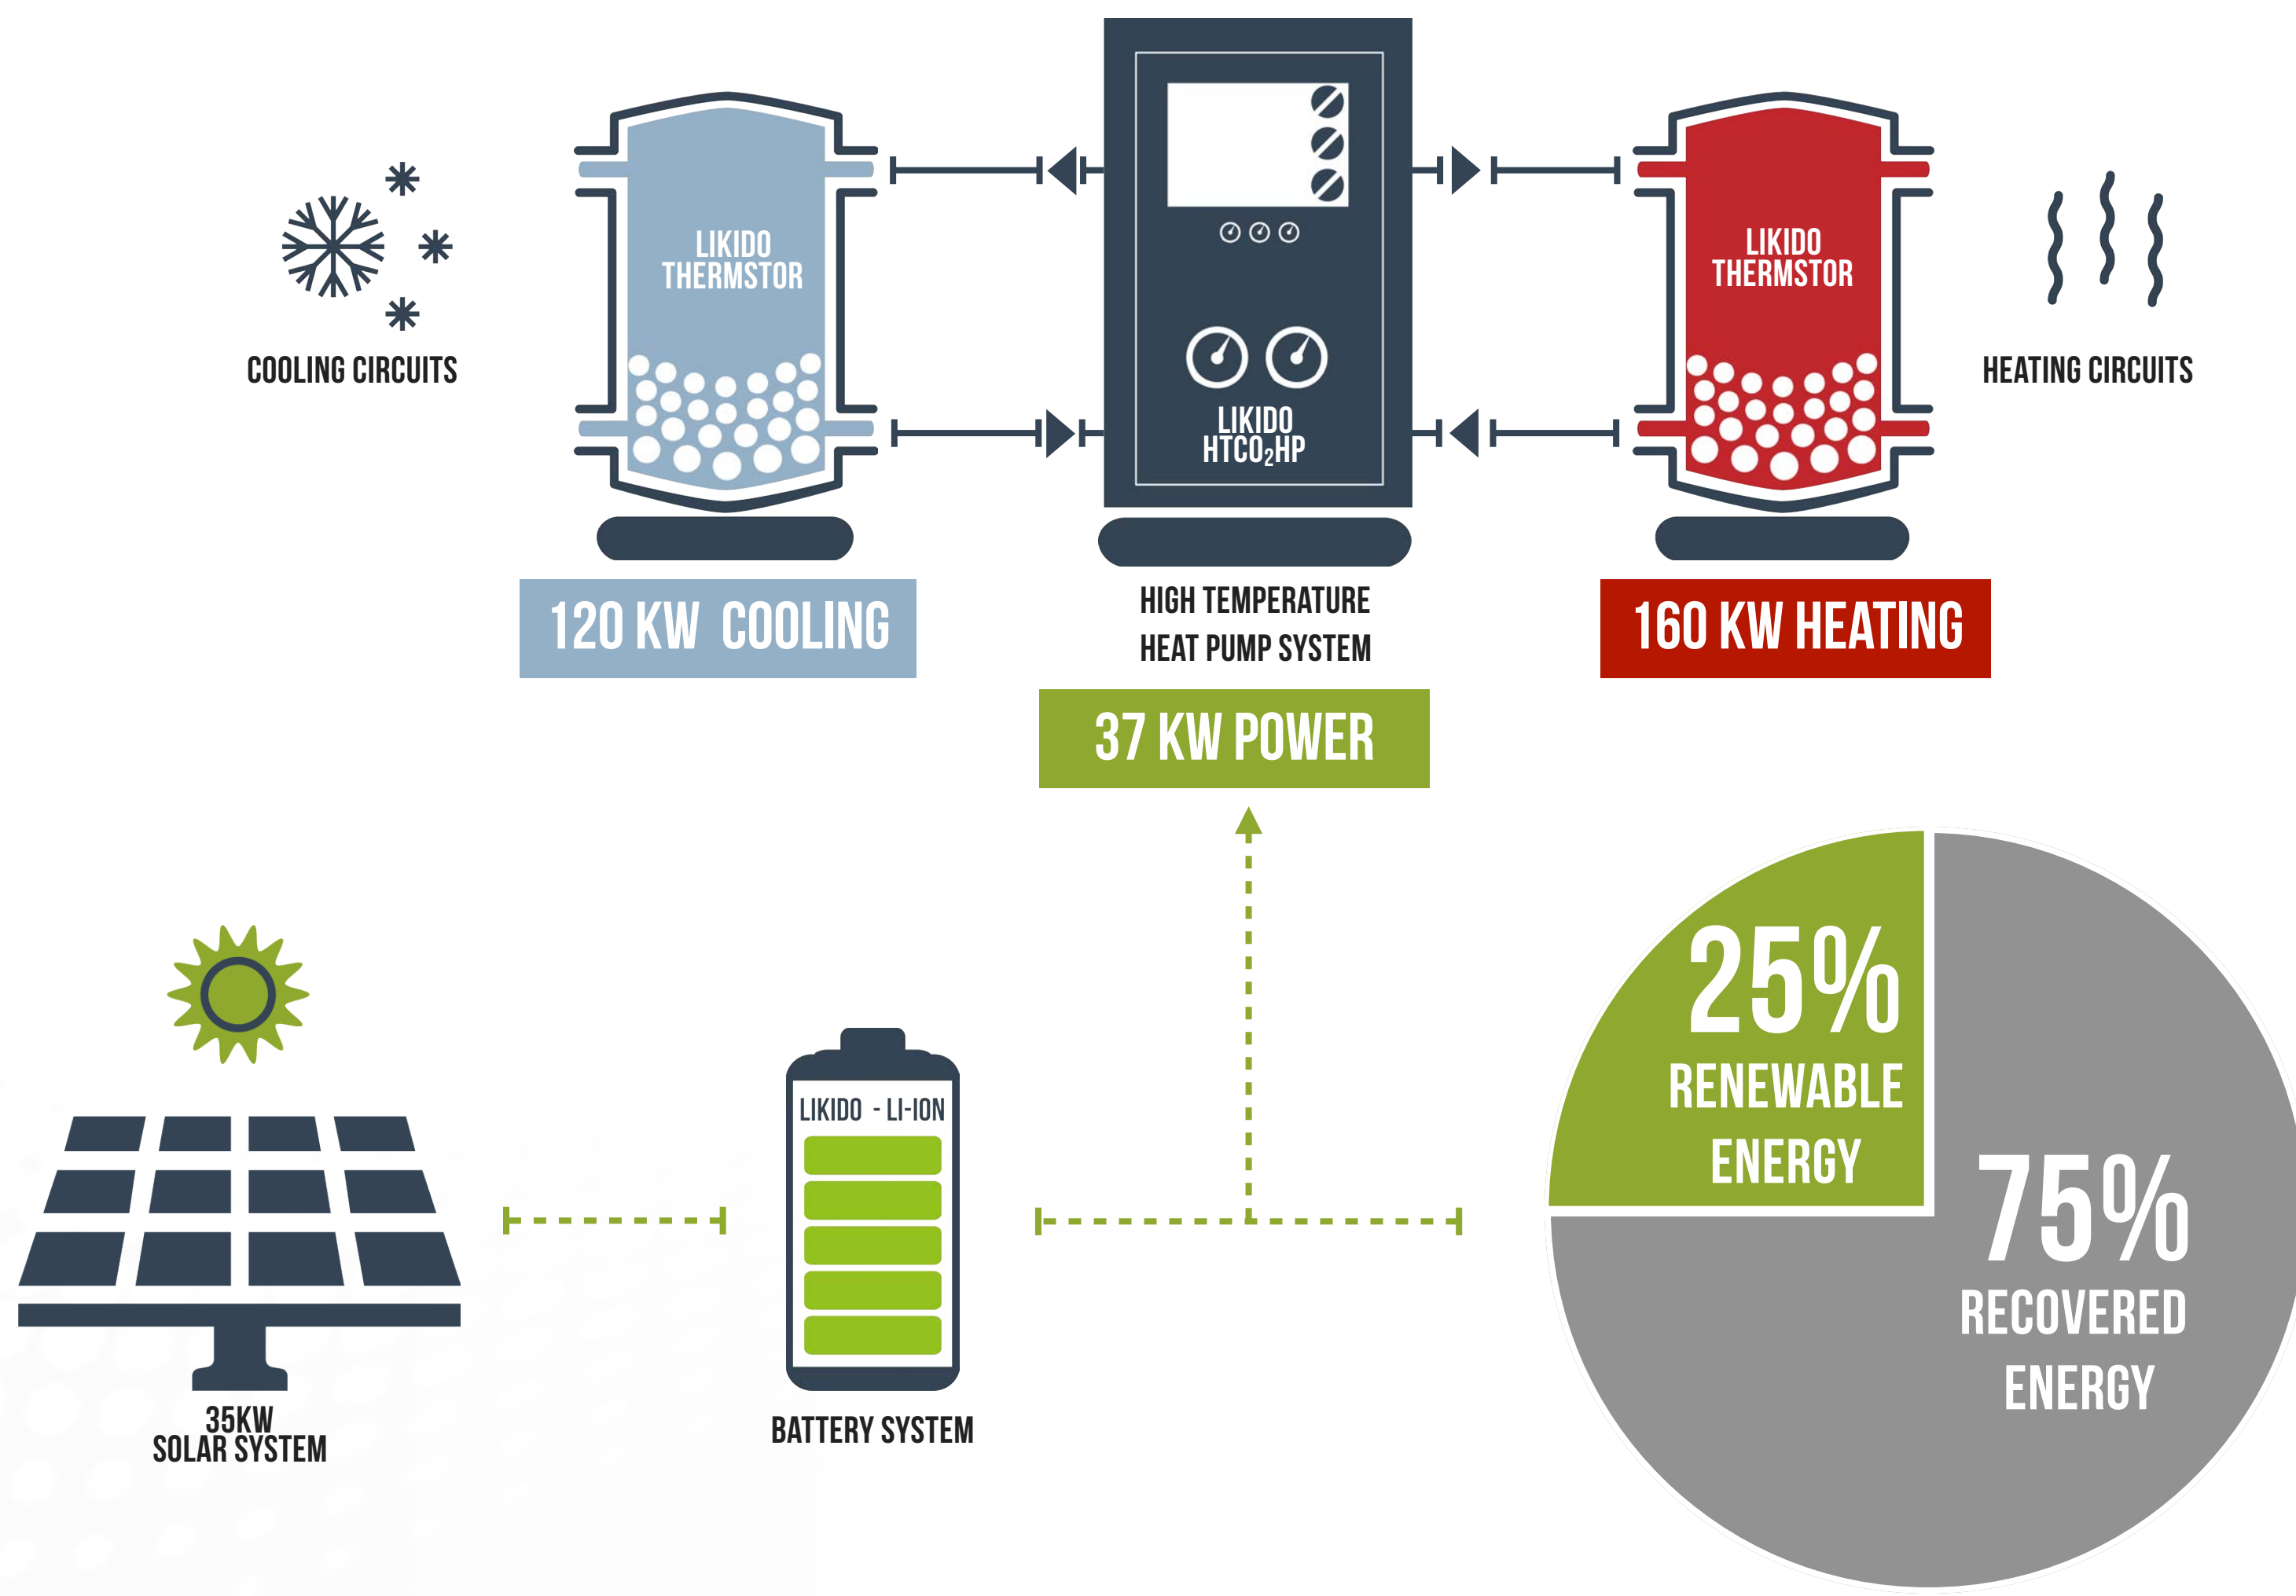 LIKIDO
THERMSTOR
COOLING CIRCUITS
LIKIDO
HTCO₂HP
LIKIDO
THERMSTOR
HEATING CIRCUITS
120 KW COOLING
HIGH TEMPERATURE
HEAT PUMP SYSTEM
160 KW HEATING
37 KW POWER
25%
RENEWABLE
ENERGY
75%
RECOVERED
ENERGY
LIKIDO - LI-ION
35KW
SOLAR SYSTEM
BATTERY SYSTEM